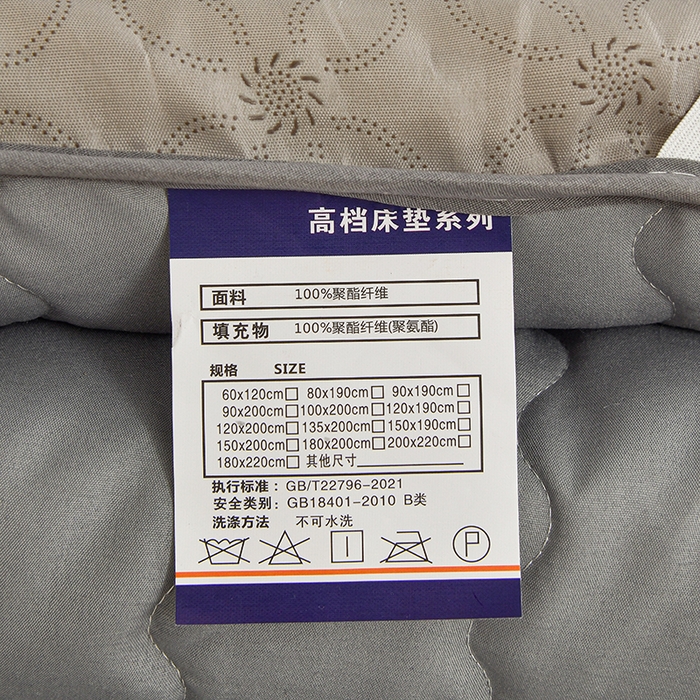 高档床垫系列
面料 100%聚酯纤维
填充物 100%聚酯纤维(聚氨酯)
规格 SIZE
60x120cm□ 80x190cm□ 90x190cm□
90x200cm□ 100x200cm□ 120x190cm□
120x200cm□ 135x200cm□ 150x190cm□
150x200cm□ 180x200cm□ 200x220cm□
180x220cm□ 其他尺寸
执行标准: GB/T22796-2021
安全类别: GB18401-2010 B类
洗涤方法 不可水洗
P